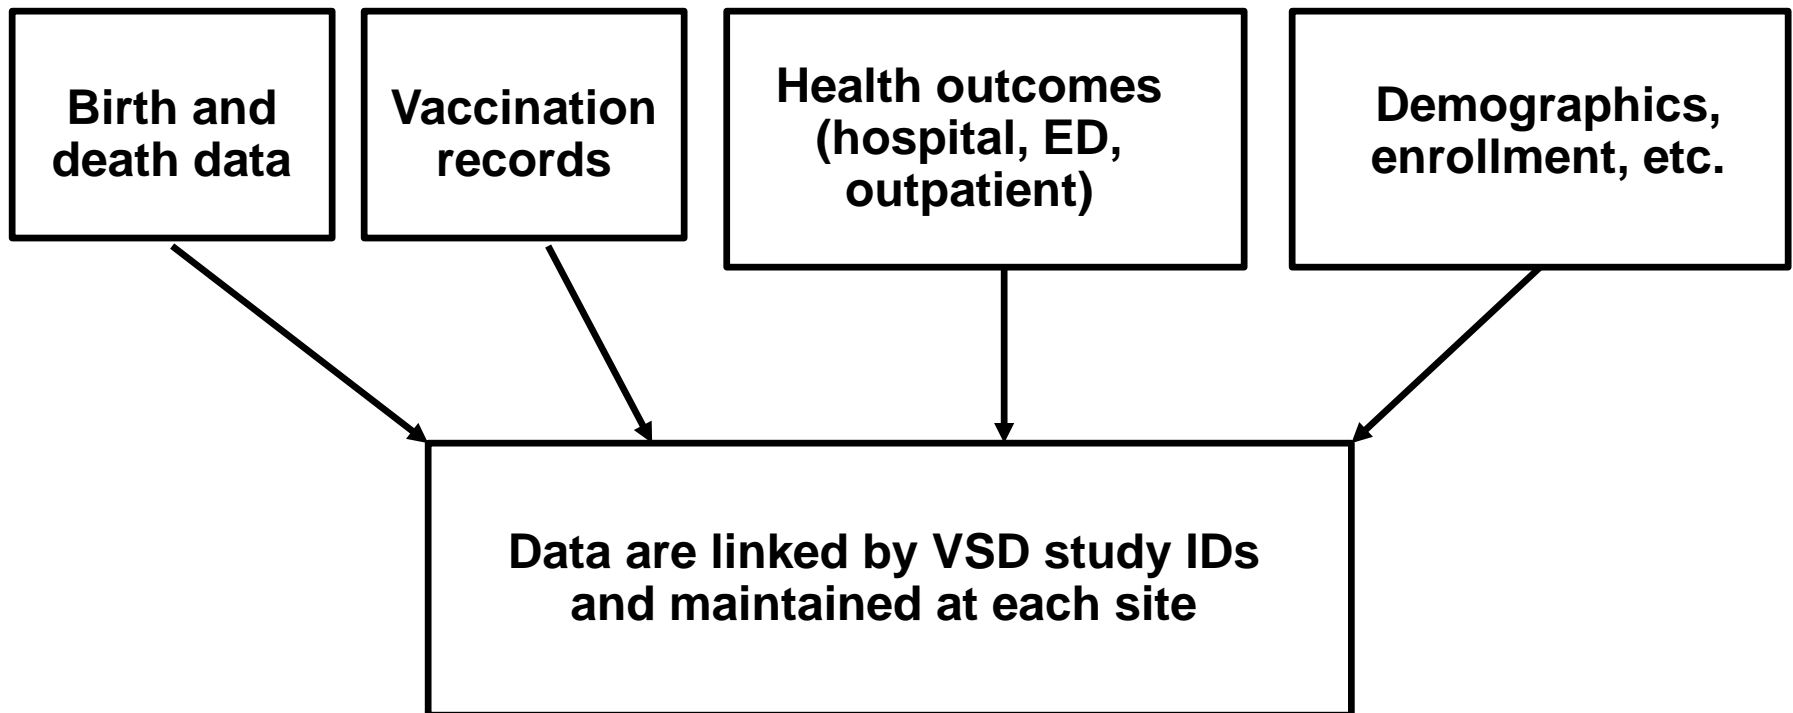 Birth and
death data
Vaccination
records
Health outcomes
(hospital, ED,
outpatient)
Demographics,
enrollment, etc.
Data are linked by VSD study IDs
and maintained at each site